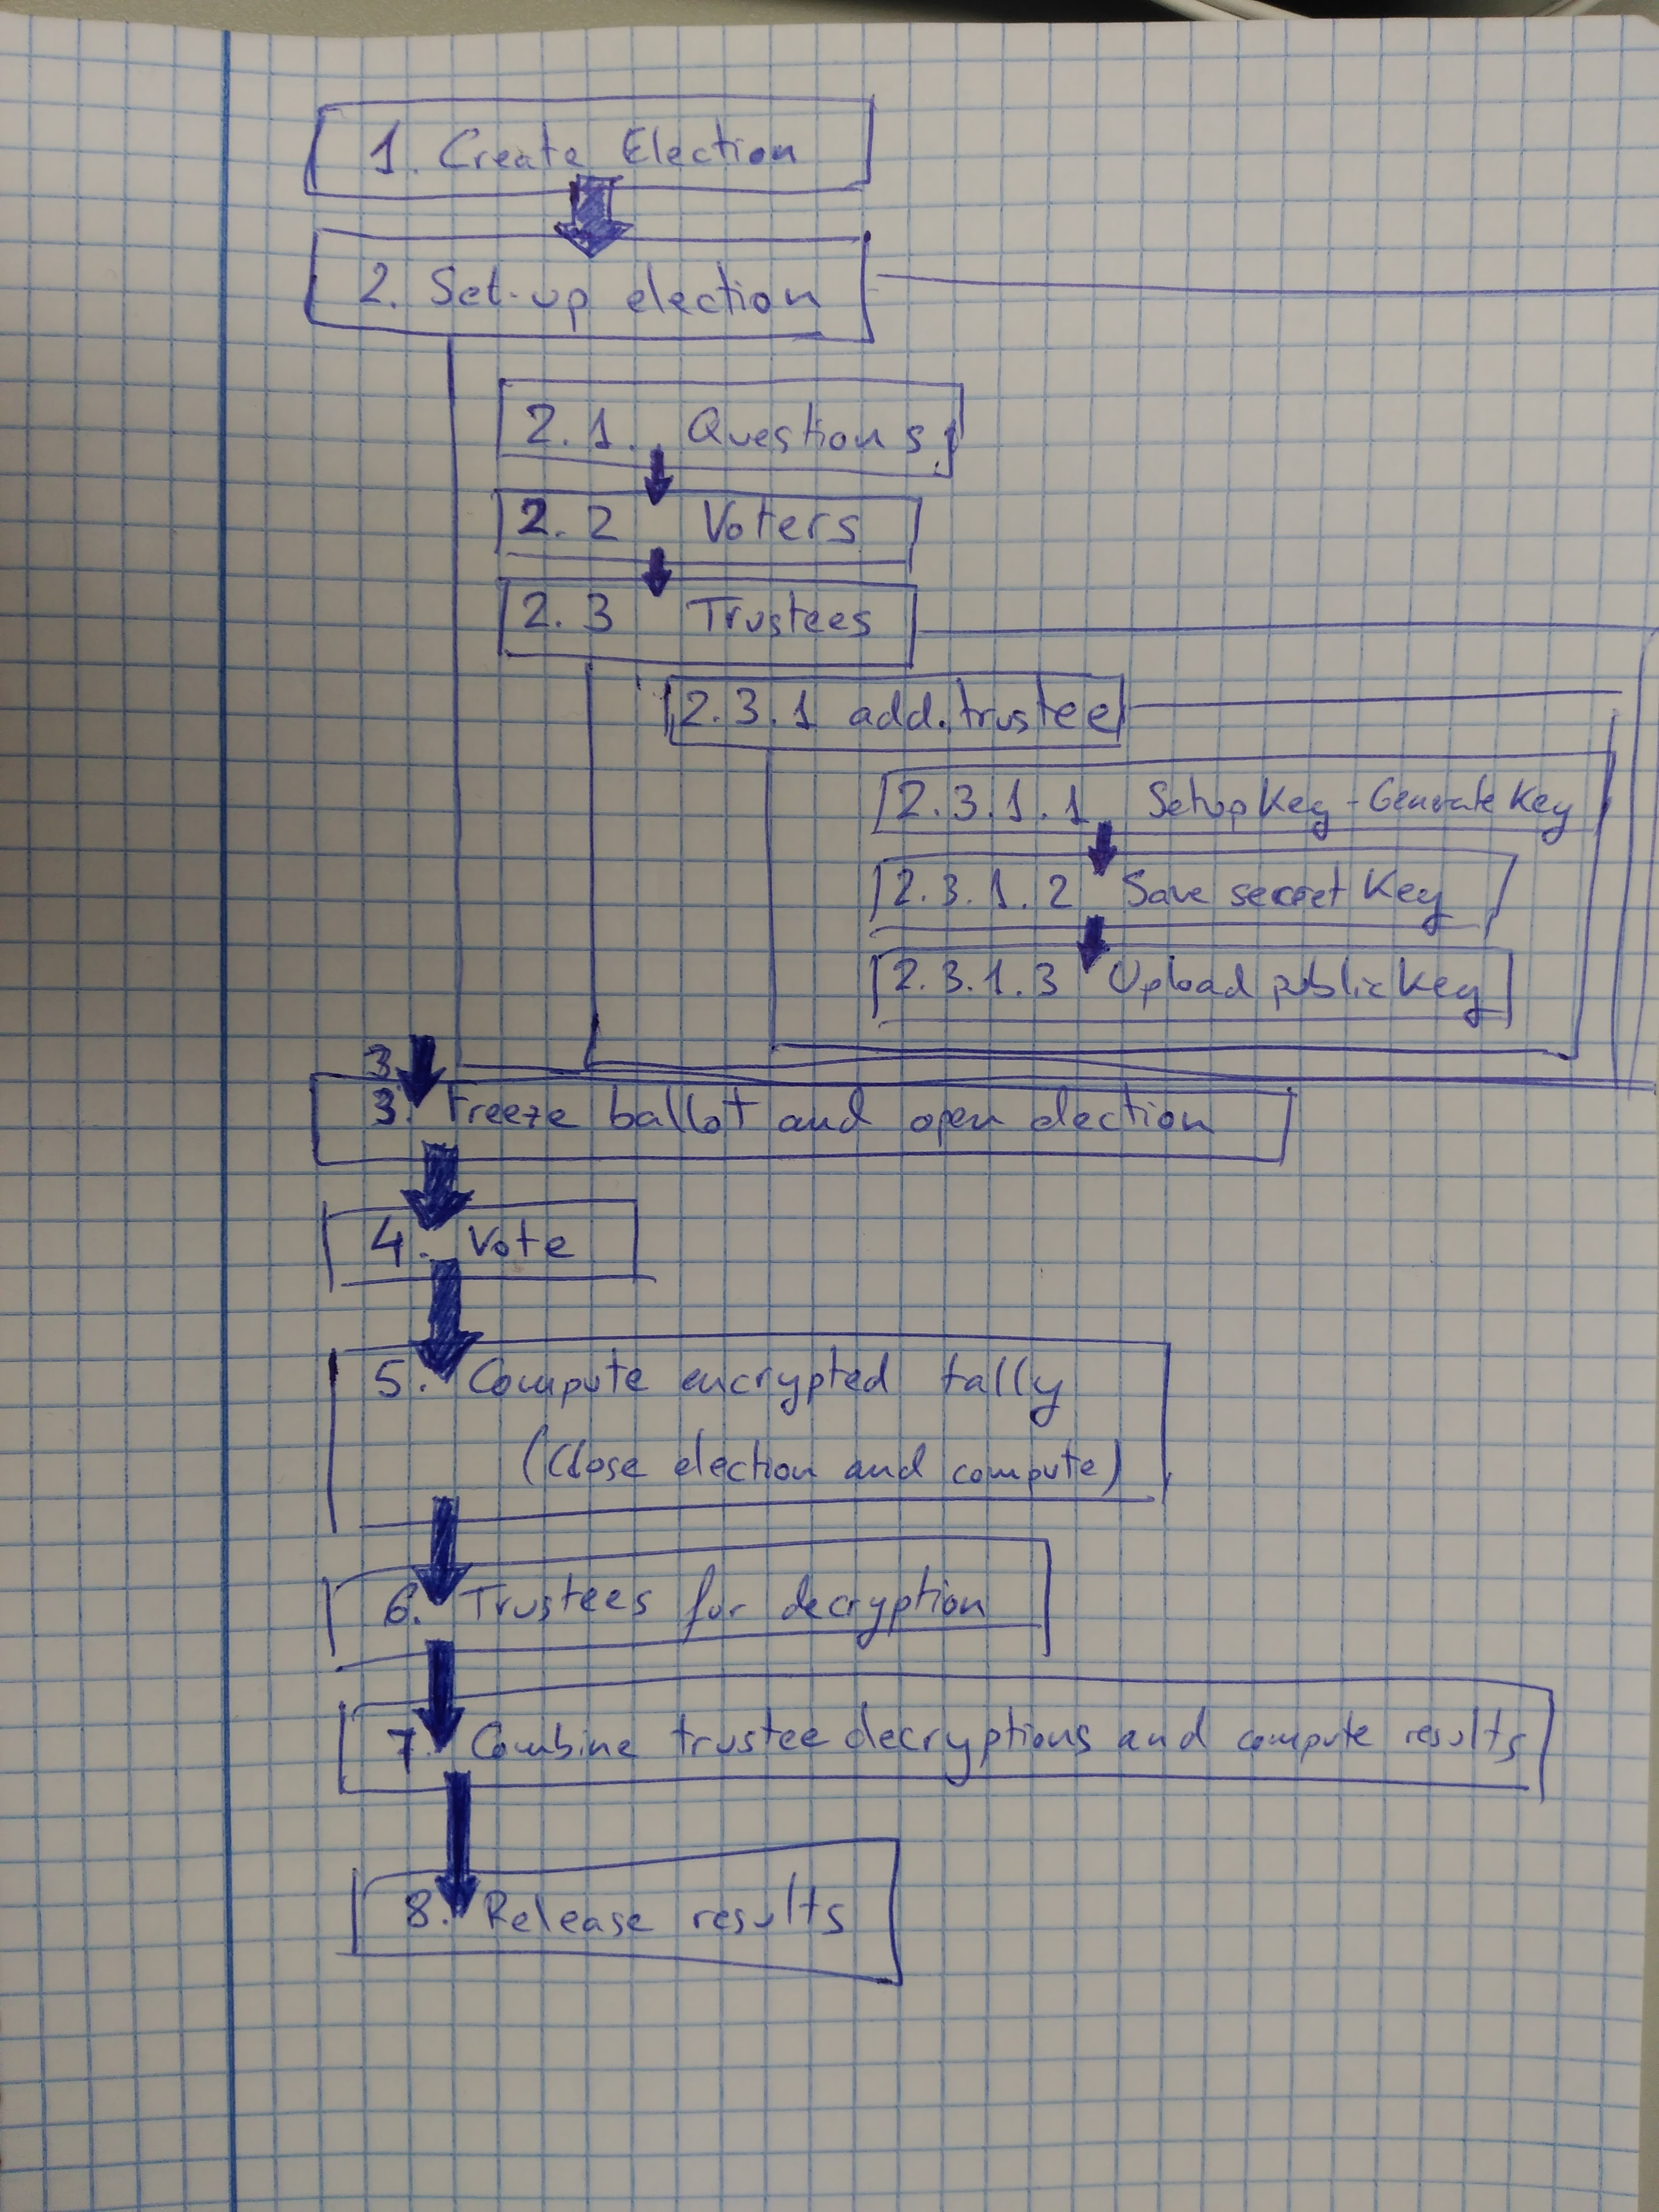 1. Create Election
2. Set-up election
2.1. Questions
2.2 Voters
2.3 Trustees
2.3.1 add.trustee
2.3.1.1 Setup Key - Generate Key
2.3.1.2 Save secret Key
2.3.1.3 Upload public key
3.
3. Freeze ballot and open election
4. Vote
5. Compute encrypted tally
(Close election and compute)
6. Trustees for decryption
7. Combine trustee decryptions and compute results
8. Release results